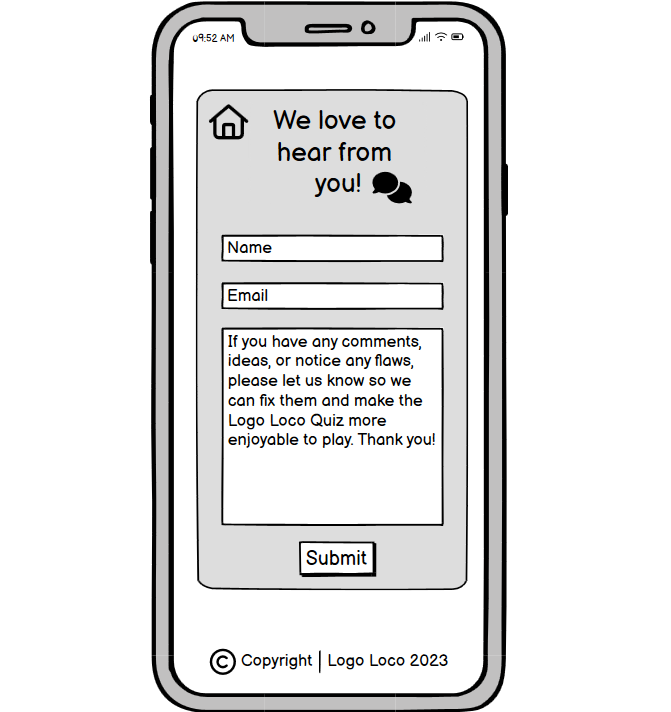 09:52 AM
We love to
hear from
you!
Name
Email
If you have any comments,
ideas, or notice any flaws,
please let us know so we
can fix them and make the
Logo Loco Quiz more
enjoyable to play. Thank you!
Submit
© Copyright | Logo Loco 2023